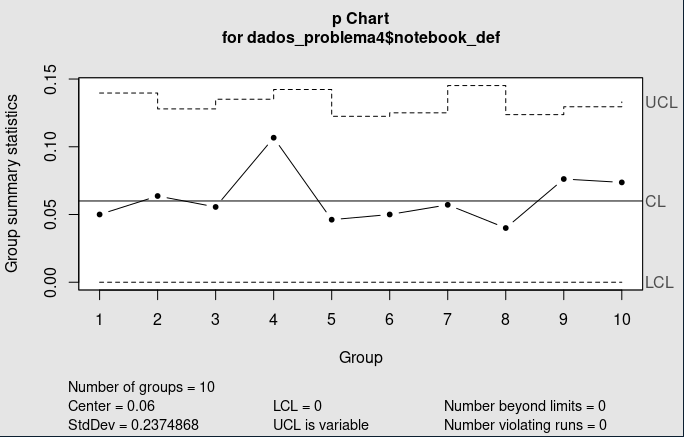 p Chart
for dados_problema4$notebook_def
Group summary statistics
0.15
0.10
0.05
0.00
UCL
CL
LCL
1 2 3 4 5 6 7 8 9 10
Group
Number of groups = 10
Center = 0.06 LCL = 0 Number beyond limits = 0
StdDev = 0.2374868 UCL is variable Number violating runs = 0